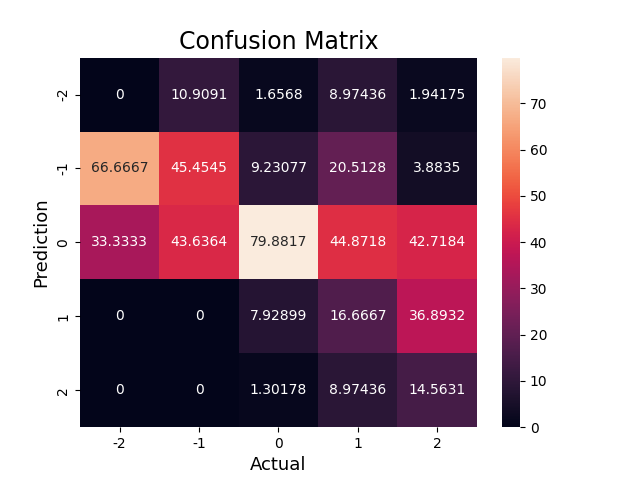 Confusion Matrix
-2 0 10.9091 1.6568 8.97436 1.94175
-1 66.6667 45.4545 9.23077 20.5128 3.8835
0 33.3333 43.6364 79.8817 44.8718 42.7184
1 0 0 7.92899 16.6667 36.8932
2 0 0 1.30178 8.97436 14.5631
-2 -1 0 1 2
Prediction
Actual
70
60
50
40
30
20
10
0